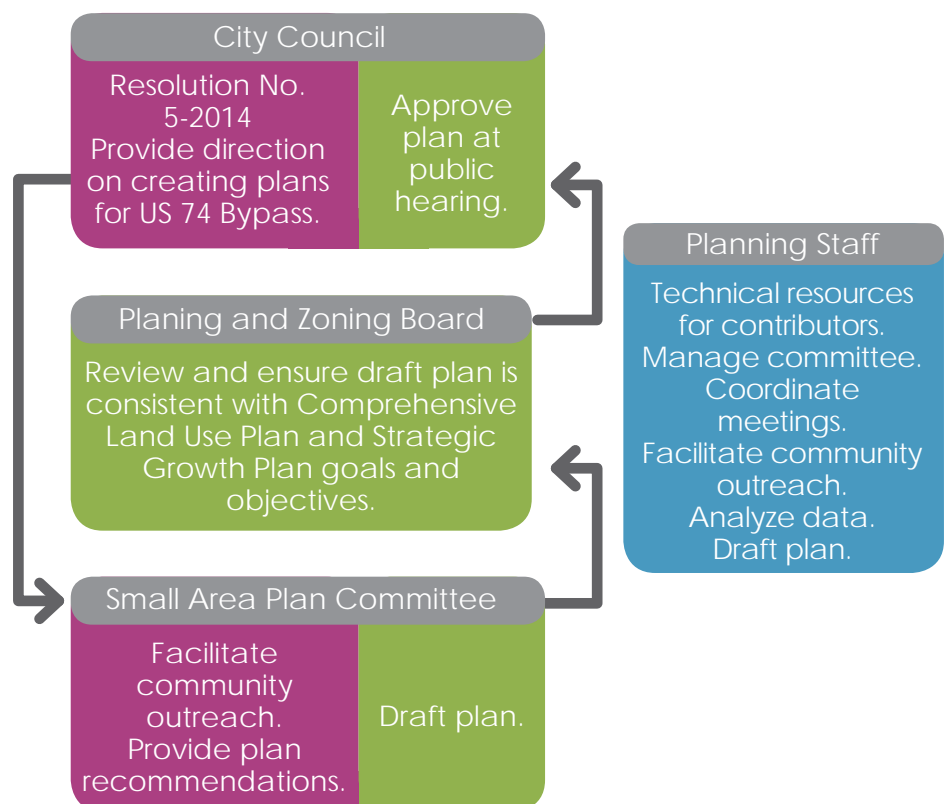 City Council
Resolution No.
5-2014
Provide direction
on creating plans
for US 74 Bypass.
Approve
plan at
public
hearing.
Planing and Zoning Board
Review and ensure draft plan is
consistent with Comprehensive
Land Use Plan and Strategic
Growth Plan goals and
objectives.
Small Area Plan Committee
Facilitate
community
outreach.
Provide plan
recommendations.
Draft plan.
Planning Staff
Technical resources
for contributors.
Manage committee.
Coordinate
meetings.
Facilitate community
outreach.
Analyze data.
Draft plan.